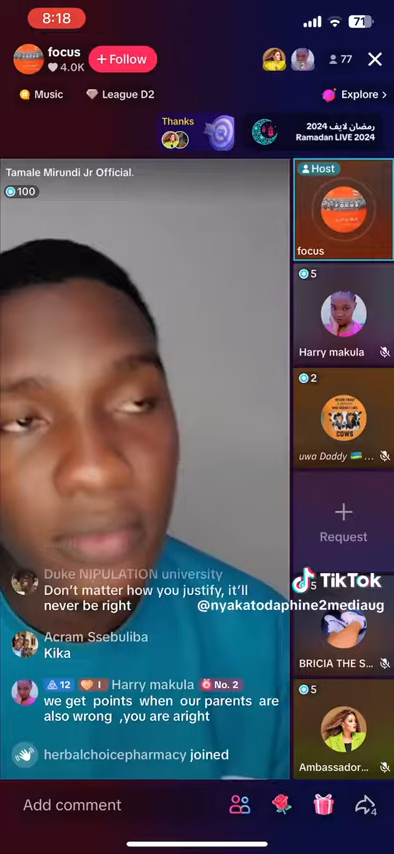 8:18
71
focus
4.0K
+ Follow
77
Music
League D2
Explore >
Thanks
رمضان لايف 2024
Ramadan LIVE 2024
Tamale Mirundi Jr Official.
100
Host
focus
5
Harry makula
2
COWS
uwa Daddy 🇷🇼 ...
Request
Duke NIPULATION university
Don't matter how you justify, it'll
never be right
TikTok
@nyakatodaphine2mediaug
Acram Ssebuliba
Kika
5
BRICIA THE S...
12 I Harry makula No. 2
we get points when our parents are
also wrong ,you are aright
5
Ambassador...
herbalchoicepharmacy joined
Add comment
4